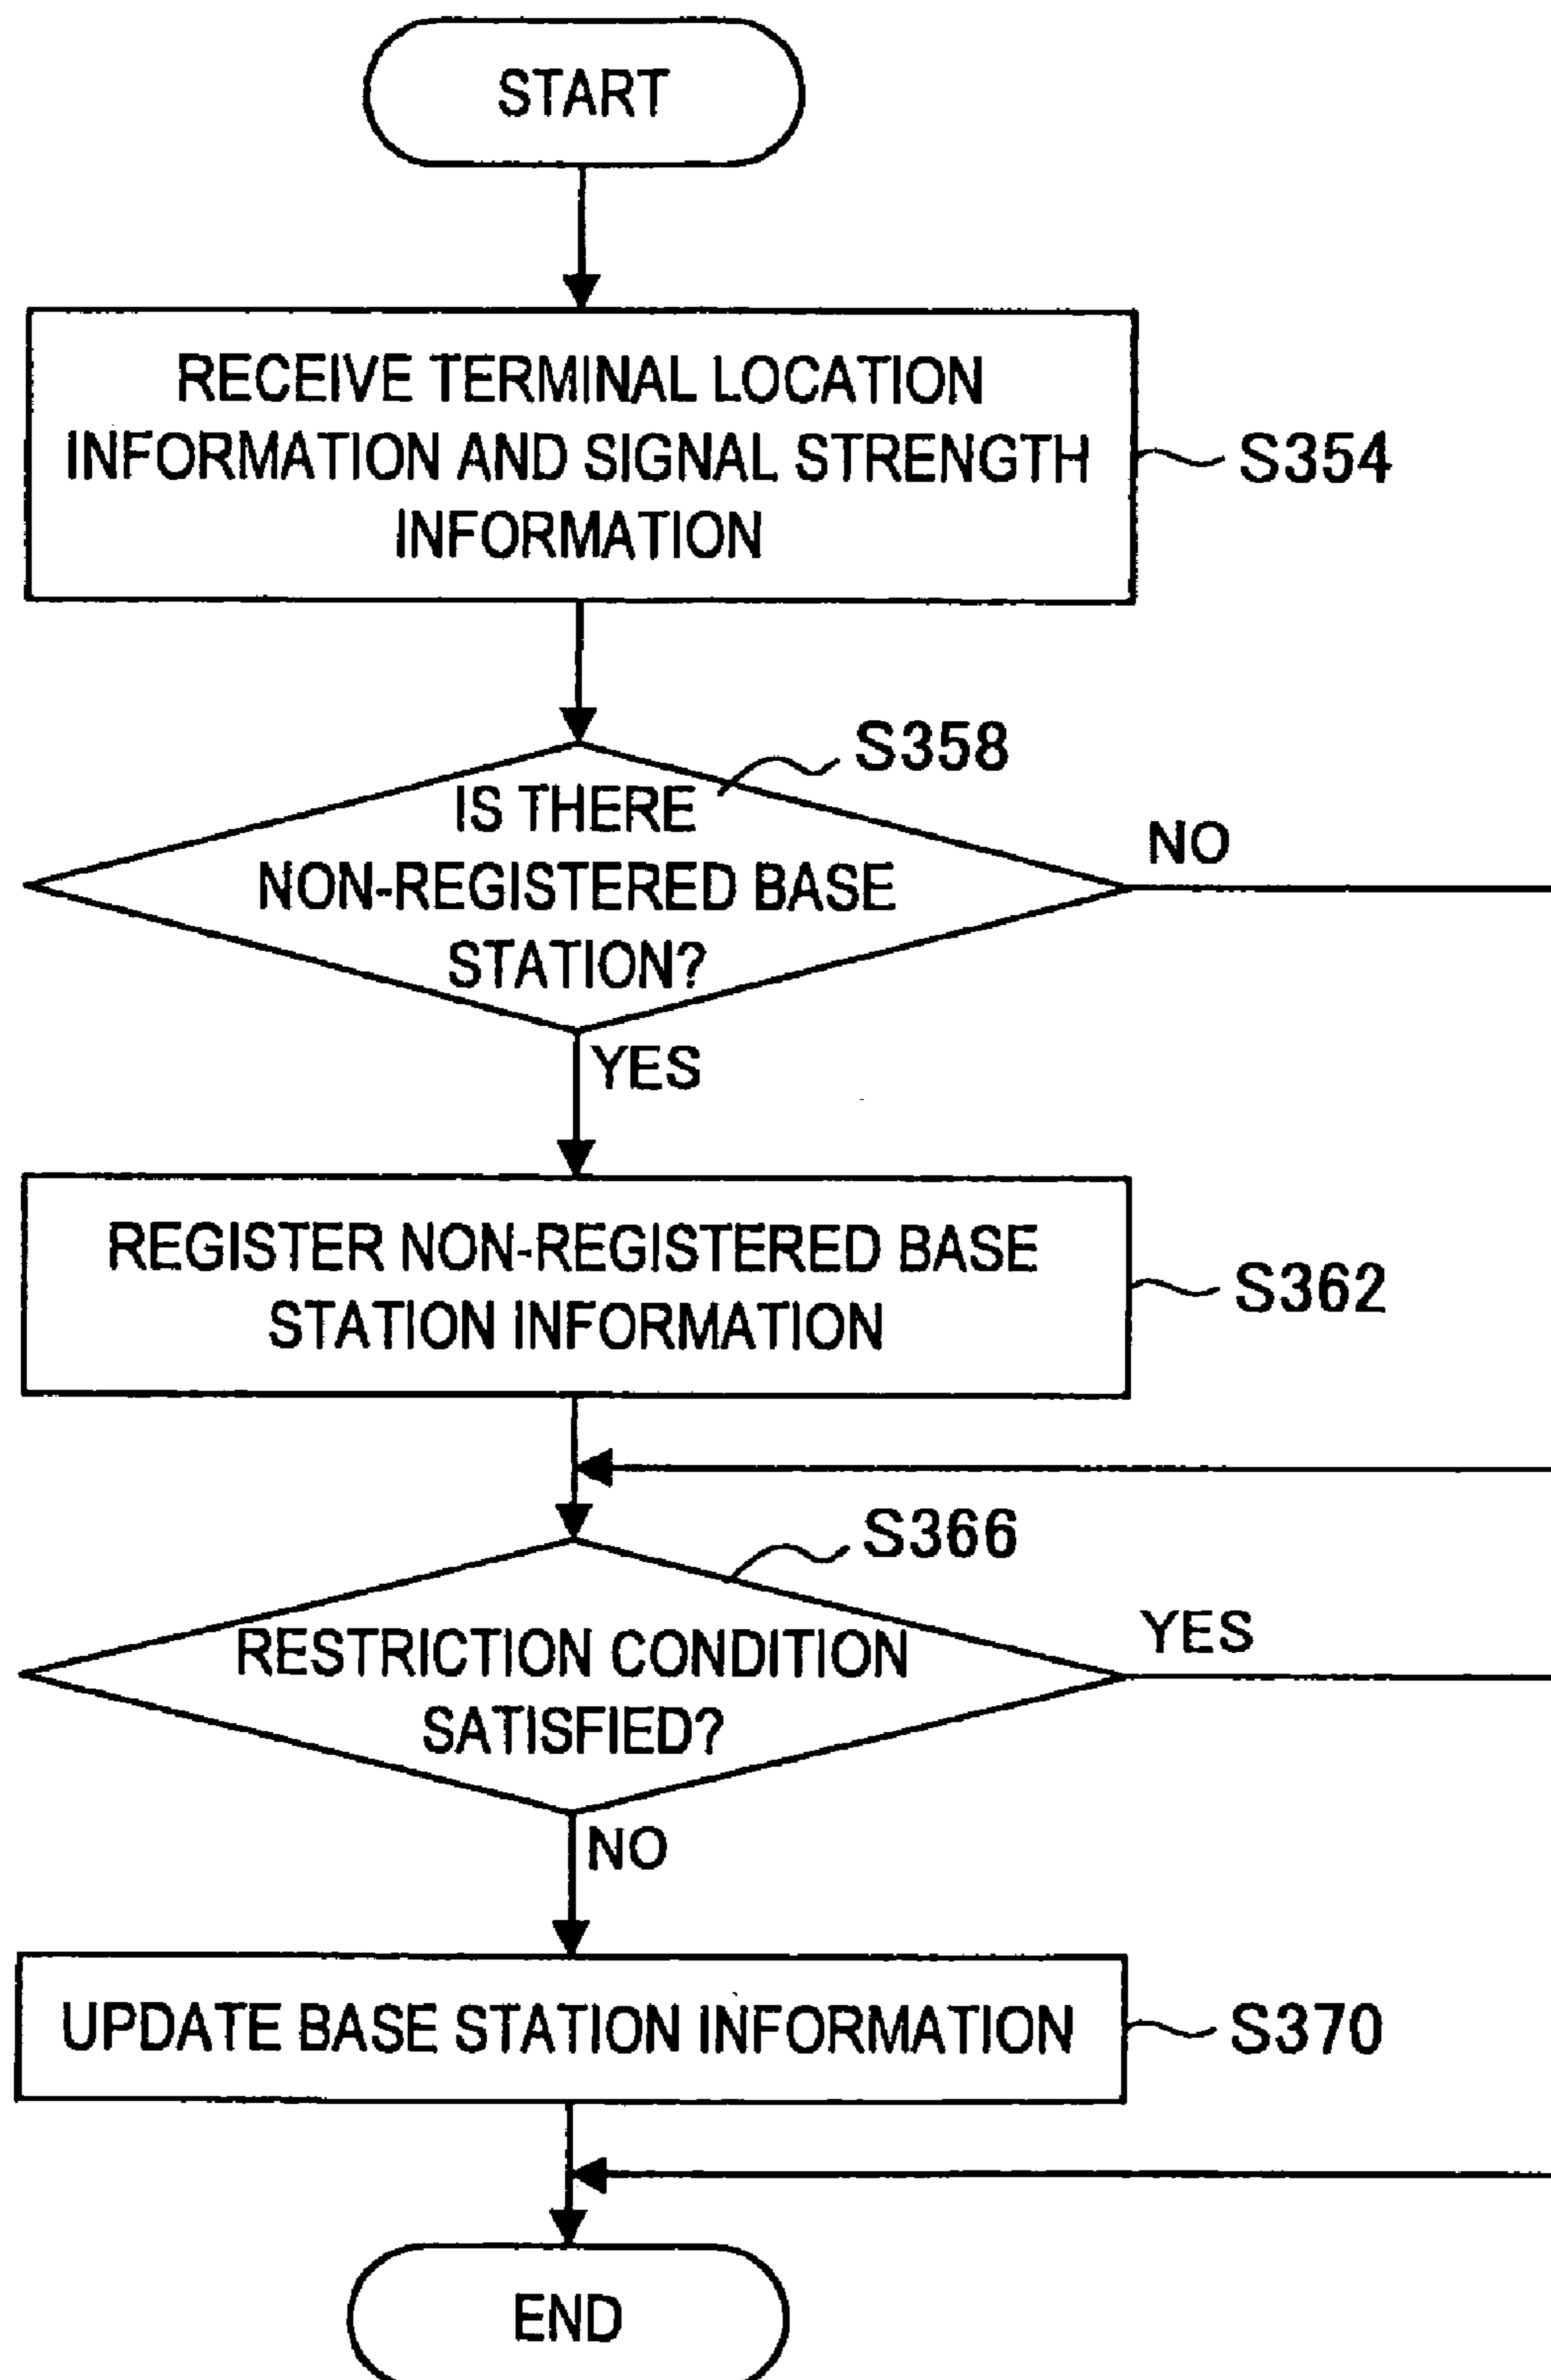 START
RECEIVE TERMINAL LOCATION
INFORMATION AND SIGNAL STRENGTH
INFORMATION
S354
S358
IS THERE
NON-REGISTERED BASE
STATION?
NO
YES
REGISTER NON-REGISTERED BASE
STATION INFORMATION
S362
S366
RESTRICTION CONDITION
SATISFIED?
YES
NO
UPDATE BASE STATION INFORMATION
S370
END